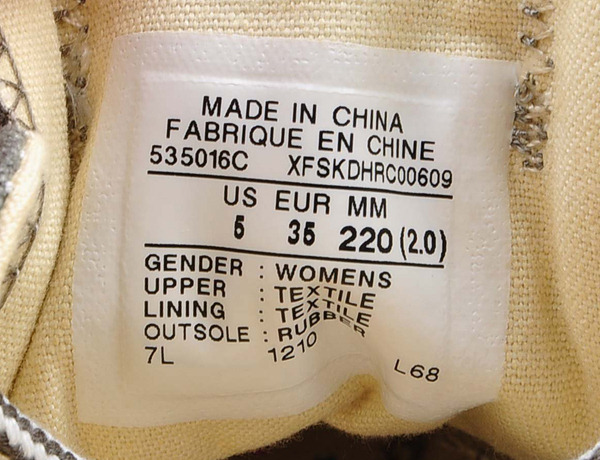 MADE IN CHINA
FABRIQUE EN CHINE
535016C XFSKDHRC00609
US EUR MM
5 35 220 (2.0)
GENDER : WOMENS
UPPER : TEXTILE
LINING : TEXTILE
OUTSOLE : RUBBER
7L 1210 L68